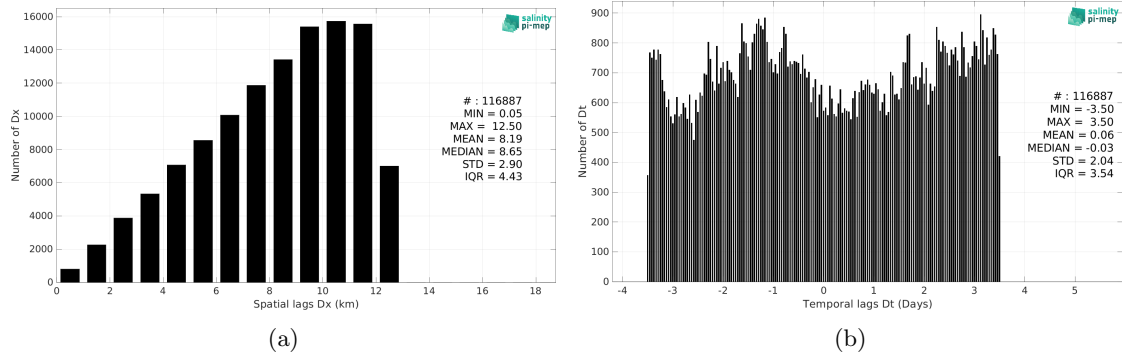 16000
14000
12000
10000
8000
6000
4000
2000
0
Number of Dx
0 2 4 6 8 10 12 14 16 18
Spatial lags Dx (km)
salinity
pi-mep
# : 116887
MIN = 0.05
MAX = 12.50
MEAN = 8.19
MEDIAN = 8.65
STD = 2.90
IQR = 4.43
(a)
900
800
700
600
500
400
300
200
100
0
Number of Dt
-4 -3 -2 -1 0 1 2 3 4 5
Temporal lags Dt (Days)
salinity
pi-mep
# : 116887
MIN = -3.50
MAX = 3.50
MEAN = 0.06
MEDIAN = -0.03
STD = 2.04
IQR = 3.54
(b)